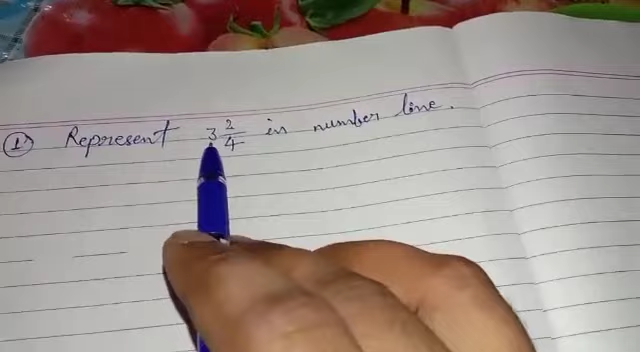 ① Represent 3 2/4 in number line.